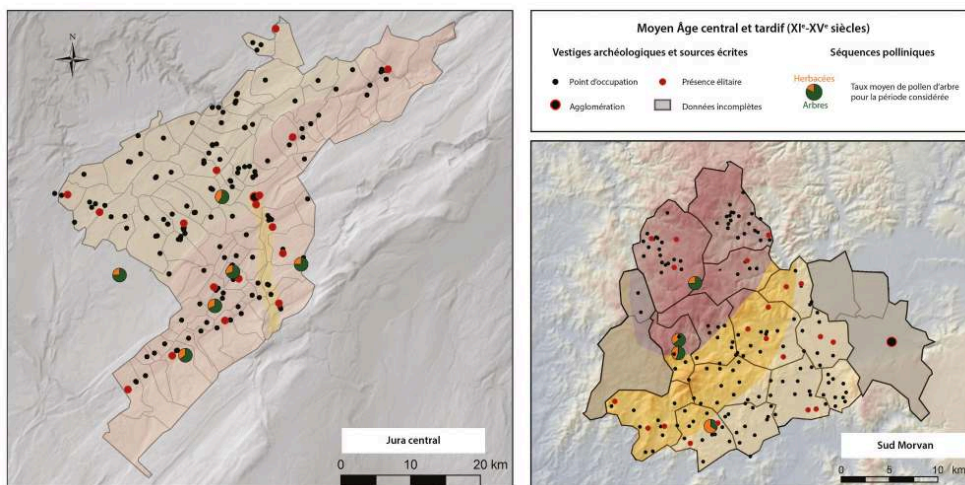 N
Jura central
0 10 20 km
Moyen Âge central et tardif (XIᵉ-XVᵉ siècles)
Vestiges archéologiques et sources écrites
Séquences polliniques
Point d'occupation
Présence élitaire
Agglomération
Données incomplètes
Herbacées
Arbres
Taux moyen de pollen d'arbre
pour la période considérée
Sud Morvan
0 5 10 km